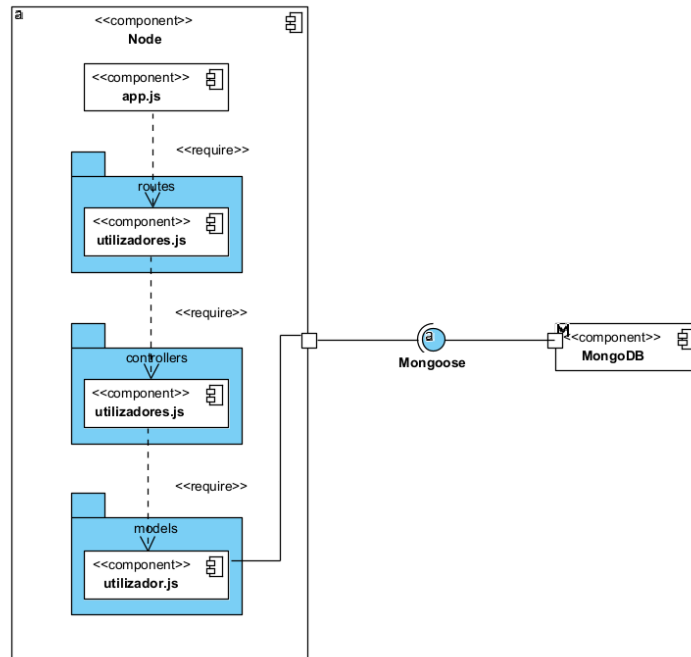 a
<<component>>
Node
<<component>>
app.js
<<require>>
routes
<<component>>
utilizadores.js
<<require>>
controllers
<<component>>
utilizadores.js
<<require>>
models
<<component>>
utilizador.js
a
Mongoose
M
<<component>>
MongoDB